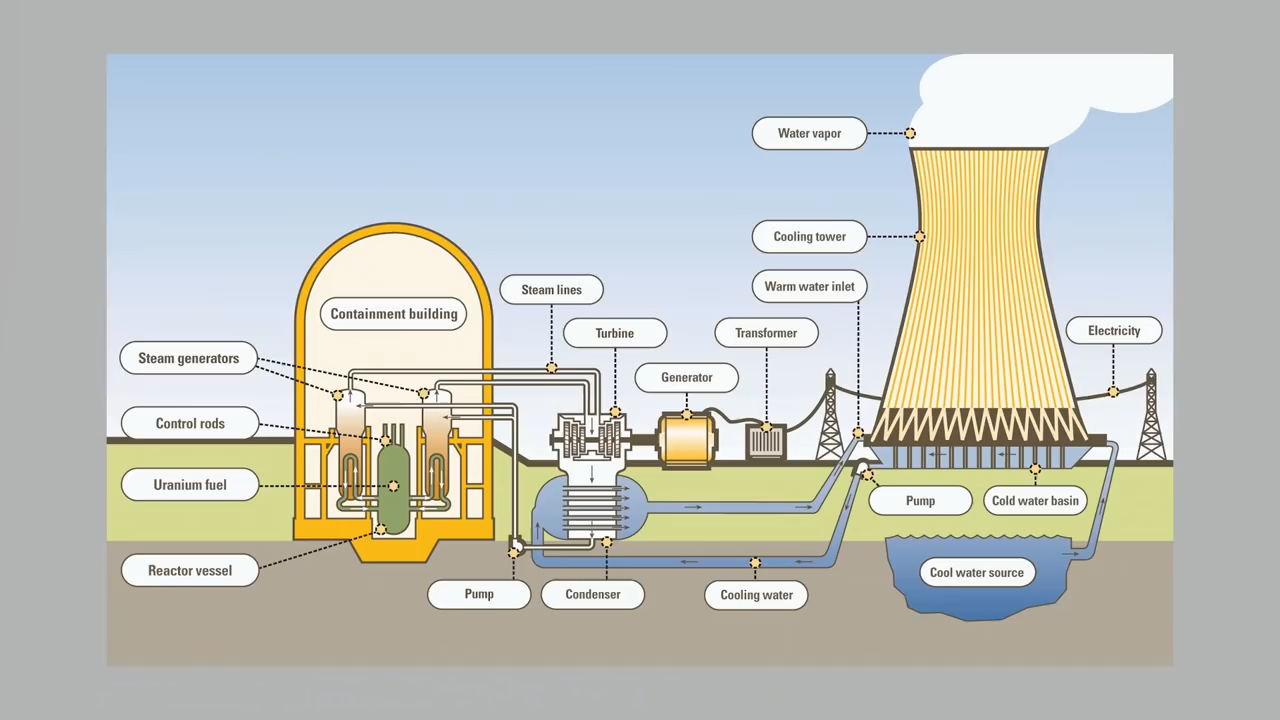 Water vapor
Cooling tower
Warm water inlet
Steam lines
Containment building
Turbine
Transformer
Electricity
Steam generators
Generator
Control rods
Uranium fuel
Pump
Cold water basin
Reactor vessel
Cool water source
Pump
Condenser
Cooling water